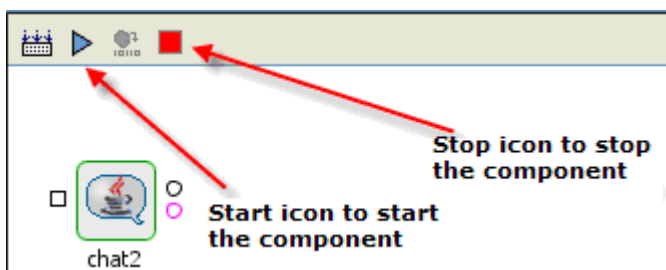 Stop icon to stop
the component
Start icon to start
the component
chat2